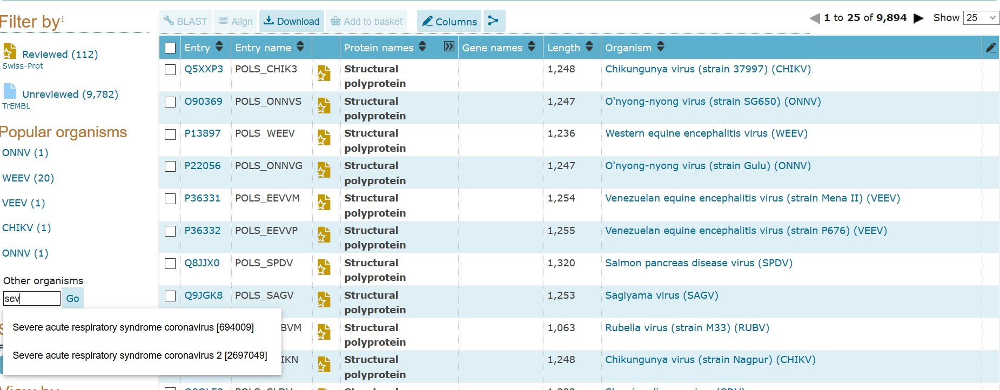 Filter by i
Reviewed (112)
Swiss-Prot
Unreviewed (9,782)
TrEMBL
Popular organisms
ONNV (1)
WEEV (20)
VEEV (1)
CHIKV (1)
ONNV (1)
Other organisms
sev Go
Severe acute respiratory syndrome coronavirus [694009]
Severe acute respiratory syndrome coronavirus 2 [2697049]
View by
BLAST Align Download Add to basket Columns
1 to 25 of 9,894 Show 25
Entry Entry name Protein names Gene names Length Organism
Q5XXP3 POLS_CHIK3 Structural polyprotein 1,248 Chikungunya virus (strain 37997) (CHIKV)
O90369 POLS_ONNVS Structural polyprotein 1,247 O'nyong-nyong virus (strain SG650) (ONNV)
P13897 POLS_WEEV Structural polyprotein 1,236 Western equine encephalitis virus (WEEV)
P22056 POLS_ONNVG Structural polyprotein 1,247 O'nyong-nyong virus (strain Gulu) (ONNV)
P36331 POLS_EEVVM Structural polyprotein 1,254 Venezuelan equine encephalitis virus (strain Mena II) (VEEV)
P36332 POLS_EEVVP Structural polyprotein 1,255 Venezuelan equine encephalitis virus (strain P676) (VEEV)
Q8JJX0 POLS_SPDV Structural polyprotein 1,320 Salmon pancreas disease virus (SPDV)
Q9JGK8 POLS_SAGV Structural polyprotein 1,253 Sagiyama virus (SAGV)
BVM Structural polyprotein 1,063 Rubella virus (strain M33) (RUBV)
IKN Structural polyprotein 1,248 Chikungunya virus (strain Nagpur) (CHIKV)